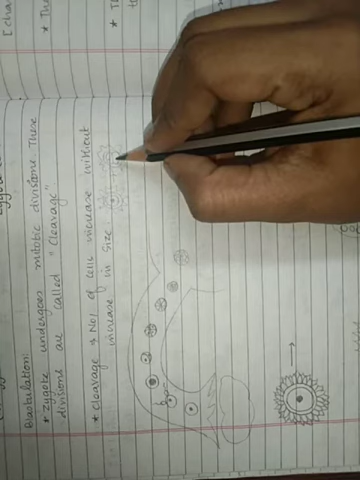 Blastulation:
* Zygote undergoes mitotic divisions. These
divisions are called "Cleavage"
* Cleavage → No. of cells increase without
increase in size